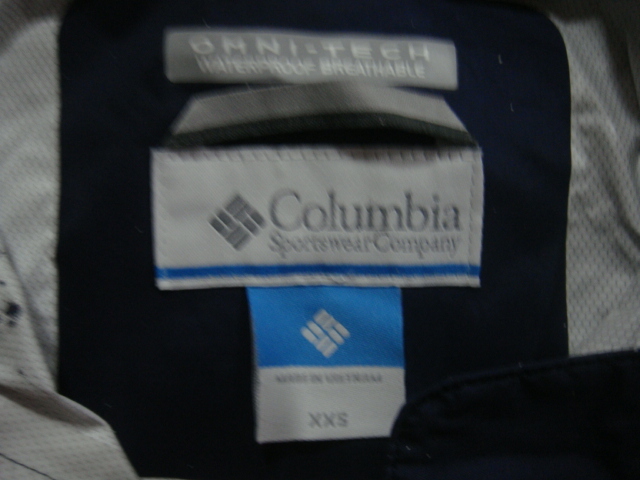 OMNI-TECH
WATERPROOF BREATHABLE
Columbia
Sportswear Company
MADE IN VIETNAM
XXS